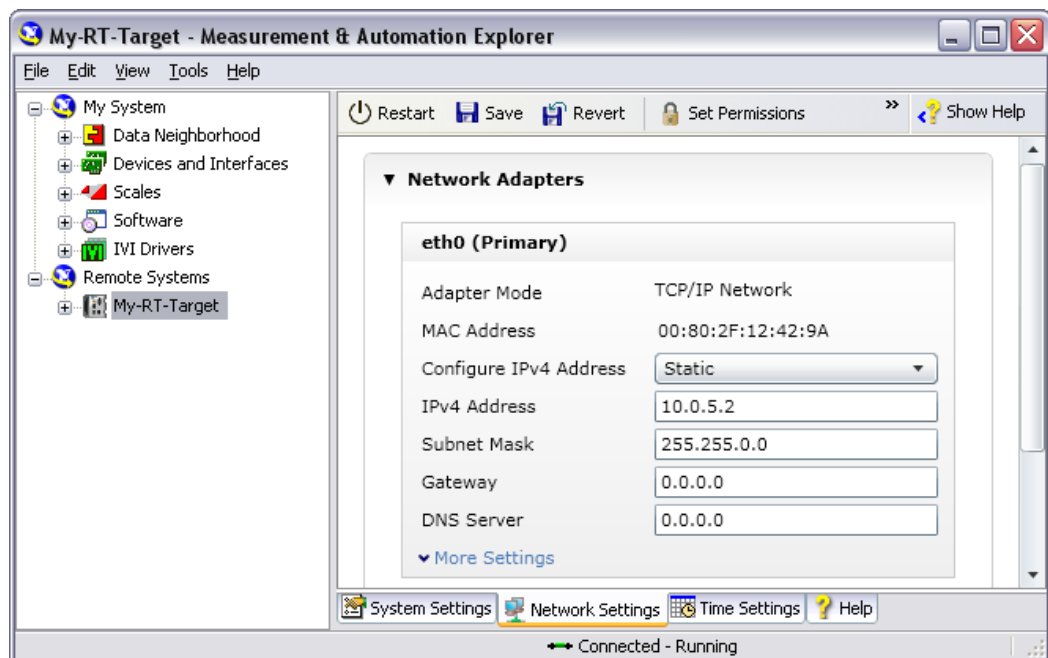 My-RT-Target - Measurement & Automation Explorer
File Edit View Tools Help
My System
Data Neighborhood
Devices and Interfaces
Scales
Software
IVI Drivers
Remote Systems
My-RT-Target
Restart Save Revert Set Permissions » Show Help
Network Adapters
eth0 (Primary)
Adapter Mode TCP/IP Network
MAC Address 00:80:2F:12:42:9A
Configure IPv4 Address Static
IPv4 Address 10.0.5.2
Subnet Mask 255.255.0.0
Gateway 0.0.0.0
DNS Server 0.0.0.0
More Settings
System Settings Network Settings Time Settings Help
Connected - Running